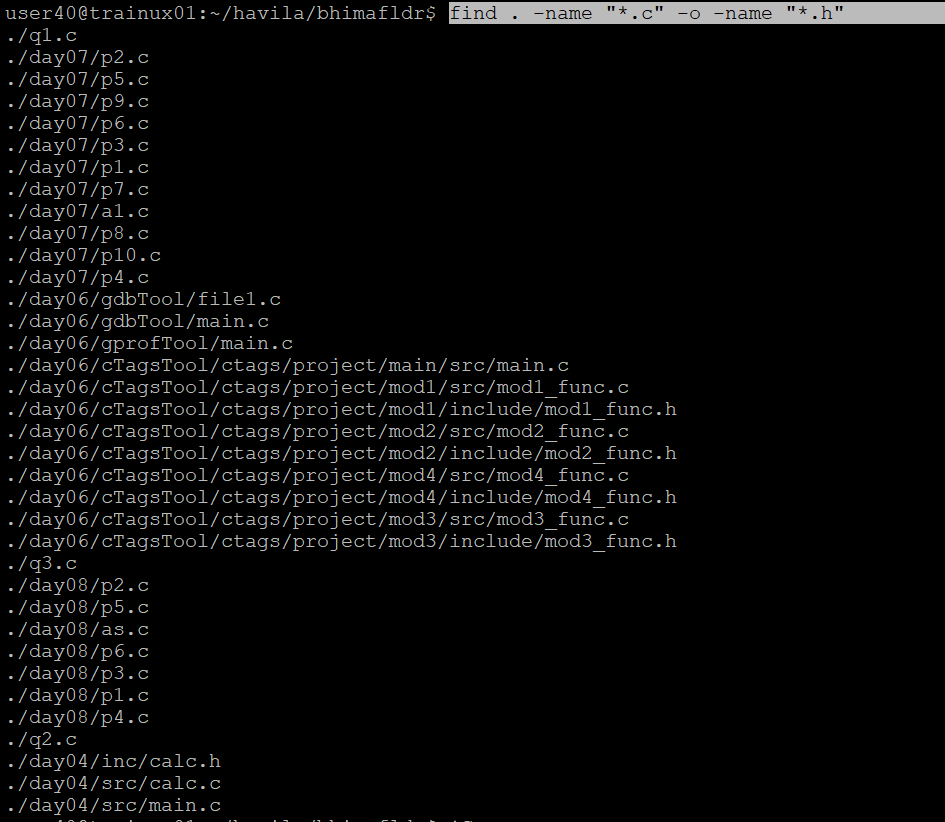 user40@trainux01:~/havila/bhimafldr$ find . -name "*.c" -o -name "*.h"
./q1.c
./day07/p2.c
./day07/p5.c
./day07/p9.c
./day07/p6.c
./day07/p3.c
./day07/p1.c
./day07/p7.c
./day07/a1.c
./day07/p8.c
./day07/p10.c
./day07/p4.c
./day06/gdbTool/file1.c
./day06/gdbTool/main.c
./day06/gprofTool/main.c
./day06/cTagsTool/ctags/project/main/src/main.c
./day06/cTagsTool/ctags/project/mod1/src/mod1_func.c
./day06/cTagsTool/ctags/project/mod1/include/mod1_func.h
./day06/cTagsTool/ctags/project/mod2/src/mod2_func.c
./day06/cTagsTool/ctags/project/mod2/include/mod2_func.h
./day06/cTagsTool/ctags/project/mod4/src/mod4_func.c
./day06/cTagsTool/ctags/project/mod4/include/mod4_func.h
./day06/cTagsTool/ctags/project/mod3/src/mod3_func.c
./day06/cTagsTool/ctags/project/mod3/include/mod3_func.h
./q3.c
./day08/p2.c
./day08/p5.c
./day08/as.c
./day08/p6.c
./day08/p3.c
./day08/p1.c
./day08/p4.c
./q2.c
./day04/inc/calc.h
./day04/src/calc.c
./day04/src/main.c